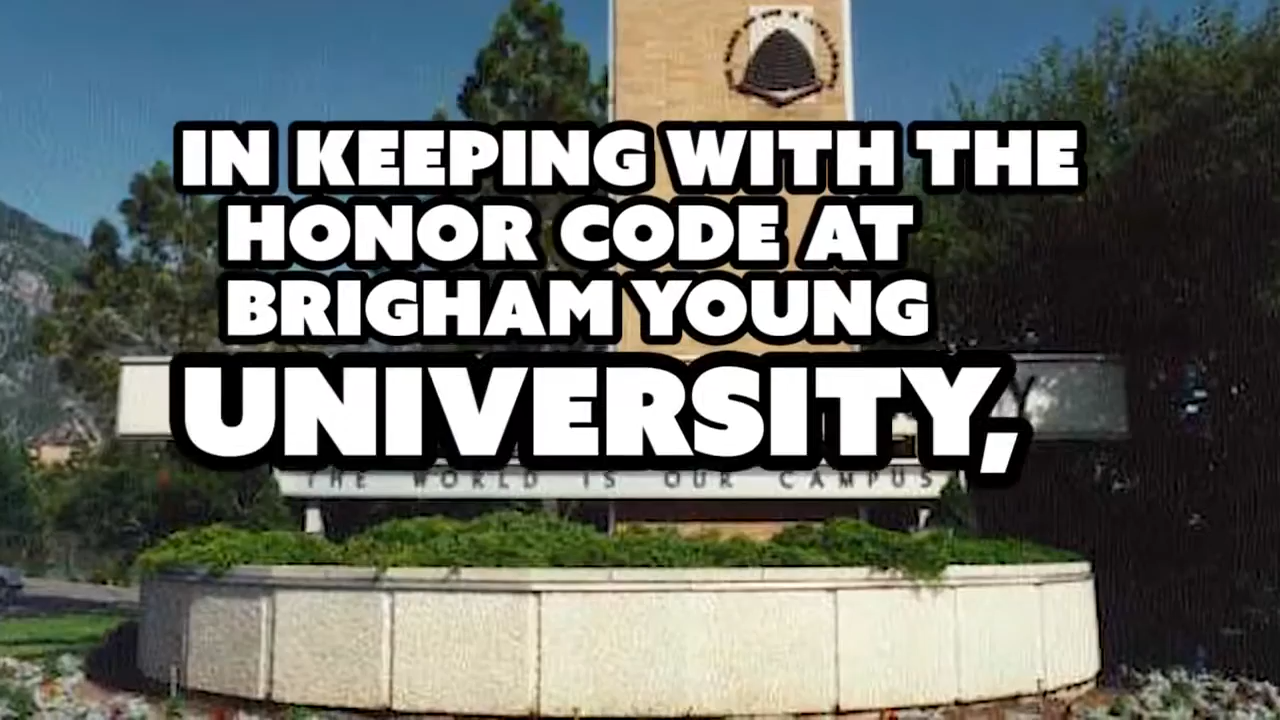 IN KEEPING WITH THE
HONOR CODE AT
BRIGHAM YOUNG
UNIVERSITY,
THE WORLD IS OUR CAMPUS